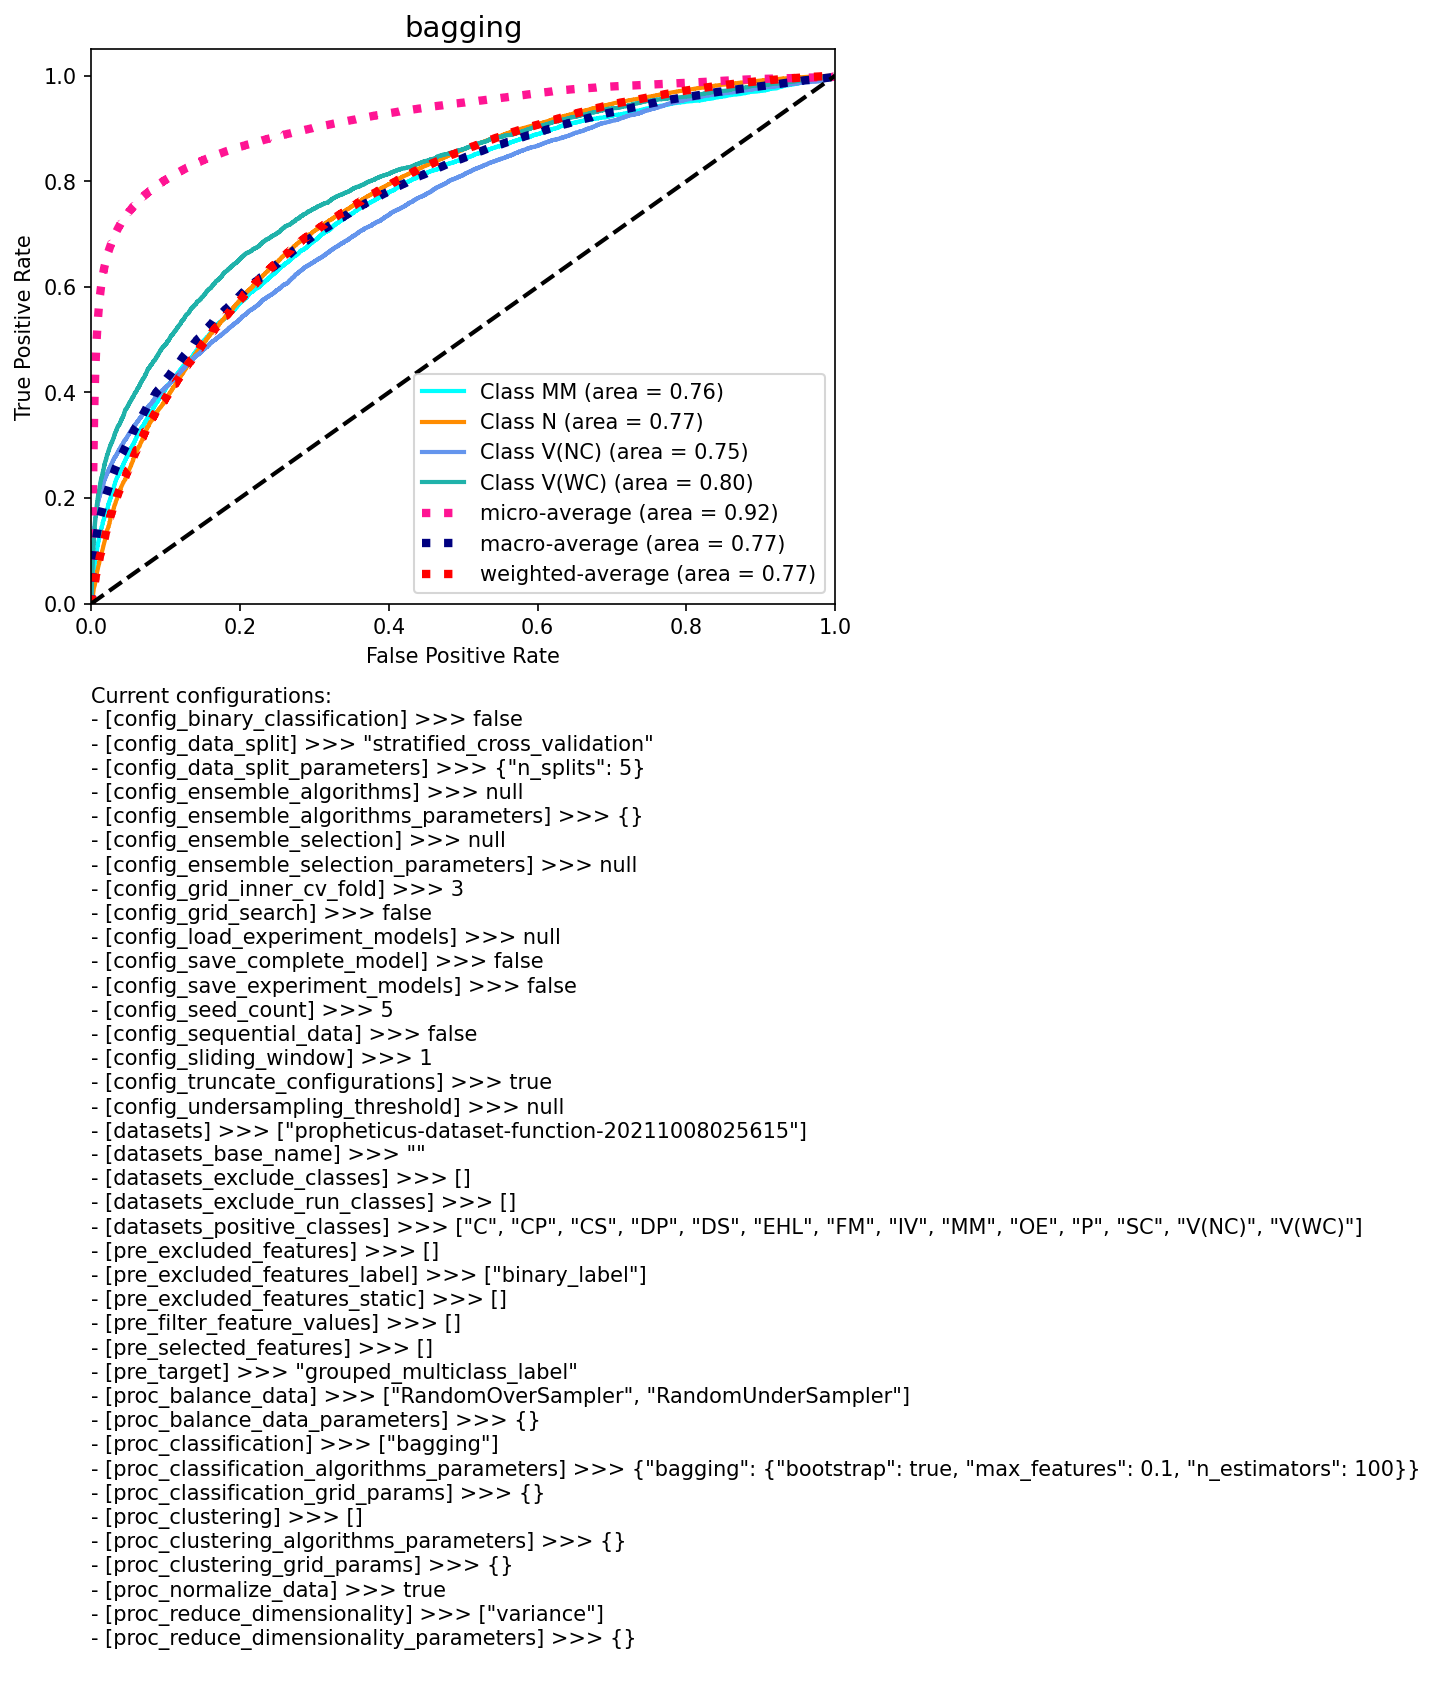 bagging
1.0
0.8
0.6
0.4
0.2
0.0
True Positive Rate
Class MM (area = 0.76)
Class N (area = 0.77)
Class V(NC) (area = 0.75)
Class V(WC) (area = 0.80)
micro-average (area = 0.92)
macro-average (area = 0.77)
weighted-average (area = 0.77)
0.0 0.2 0.4 0.6 0.8 1.0
False Positive Rate
Current configurations:
- [config_binary_classification] >>> false
- [config_data_split] >>> "stratified_cross_validation"
- [config_data_split_parameters] >>> {"n_splits": 5}
- [config_ensemble_algorithms] >>> null
- [config_ensemble_algorithms_parameters] >>> {}
- [config_ensemble_selection] >>> null
- [config_ensemble_selection_parameters] >>> null
- [config_grid_inner_cv_fold] >>> 3
- [config_grid_search] >>> false
- [config_load_experiment_models] >>> null
- [config_save_complete_model] >>> false
- [config_save_experiment_models] >>> false
- [config_seed_count] >>> 5
- [config_sequential_data] >>> false
- [config_sliding_window] >>> 1
- [config_truncate_configurations] >>> true
- [config_undersampling_threshold] >>> null
- [datasets] >>> ["propheticus-dataset-function-20211008025615"]
- [datasets_base_name] >>> ""
- [datasets_exclude_classes] >>> []
- [datasets_exclude_run_classes] >>> []
- [datasets_positive_classes] >>> ["C", "CP", "CS", "DP", "DS", "EHL", "FM", "IV", "MM", "OE", "P", "SC", "V(NC)", "V(WC)"]
- [pre_excluded_features] >>> []
- [pre_excluded_features_label] >>> ["binary_label"]
- [pre_excluded_features_static] >>> []
- [pre_filter_feature_values] >>> []
- [pre_selected_features] >>> []
- [pre_target] >>> "grouped_multiclass_label"
- [proc_balance_data] >>> ["RandomOverSampler", "RandomUnderSampler"]
- [proc_balance_data_parameters] >>> {}
- [proc_classification] >>> ["bagging"]
- [proc_classification_algorithms_parameters] >>> {"bagging": {"bootstrap": true, "max_features": 0.1, "n_estimators": 100}}
- [proc_classification_grid_params] >>> {}
- [proc_clustering] >>> []
- [proc_clustering_algorithms_parameters] >>> {}
- [proc_clustering_grid_params] >>> {}
- [proc_normalize_data] >>> true
- [proc_reduce_dimensionality] >>> ["variance"]
- [proc_reduce_dimensionality_parameters] >>> {}